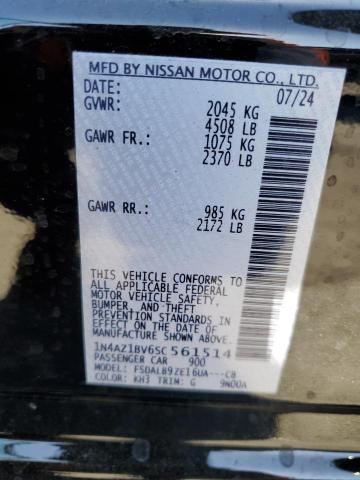 MFD BY NISSAN MOTOR CO., LTD.
DATE: 07/24
GVWR: 2045 KG
4508 LB
GAWR FR.: 1075 KG
2370 LB
GAWR RR.: 985 KG
2172 LB
THIS VEHICLE CONFORMS TO
ALL APPLICABLE FEDERAL
MOTOR VEHICLE SAFETY,
BUMPER, AND THEFT
PREVENTION STANDARDS IN
EFFECT ON THE DATE OF
MANUFACTURE SHOWN ABOVE.
1N4AZ1BV6SC561514
PASSENGER CAR 900
MODEL: FSDALB9ZE16UA---C8
COLOR: KH3 TRIM: G 9N00A